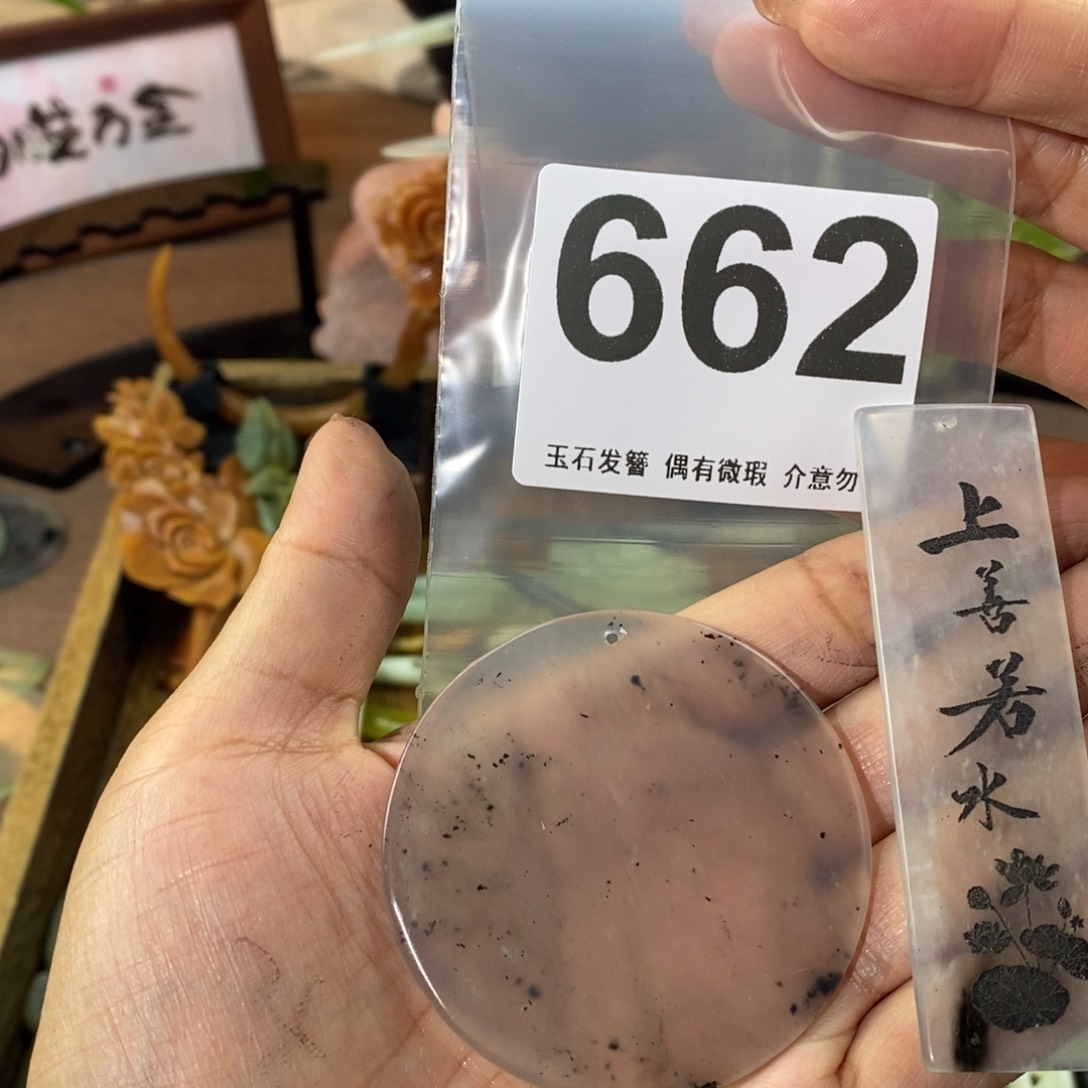 662
玉石发簪 偶有微瑕 介意勿
上
善
若
水